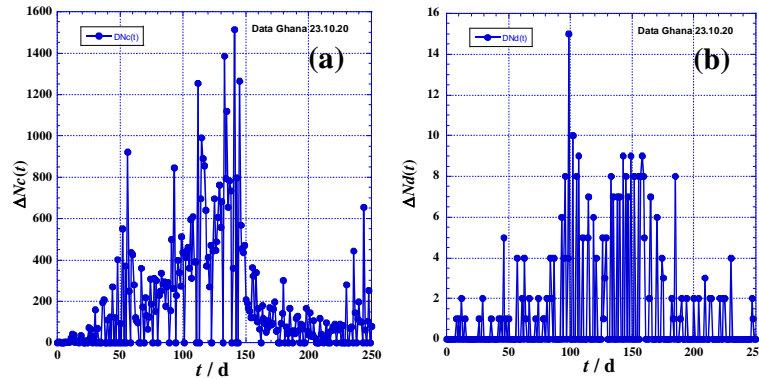 1600
1400
1200
1000
800
600
400
200
0
ΔNc(t)
DNc(t)
Data Ghana 23.10.20
(a)
0 50 100 150 200 250
t / d
16
14
12
10
8
6
4
2
0
ΔNd(t)
DNd(t)
Data Ghana 23.10.20
(b)
0 50 100 150 200 250
t / d